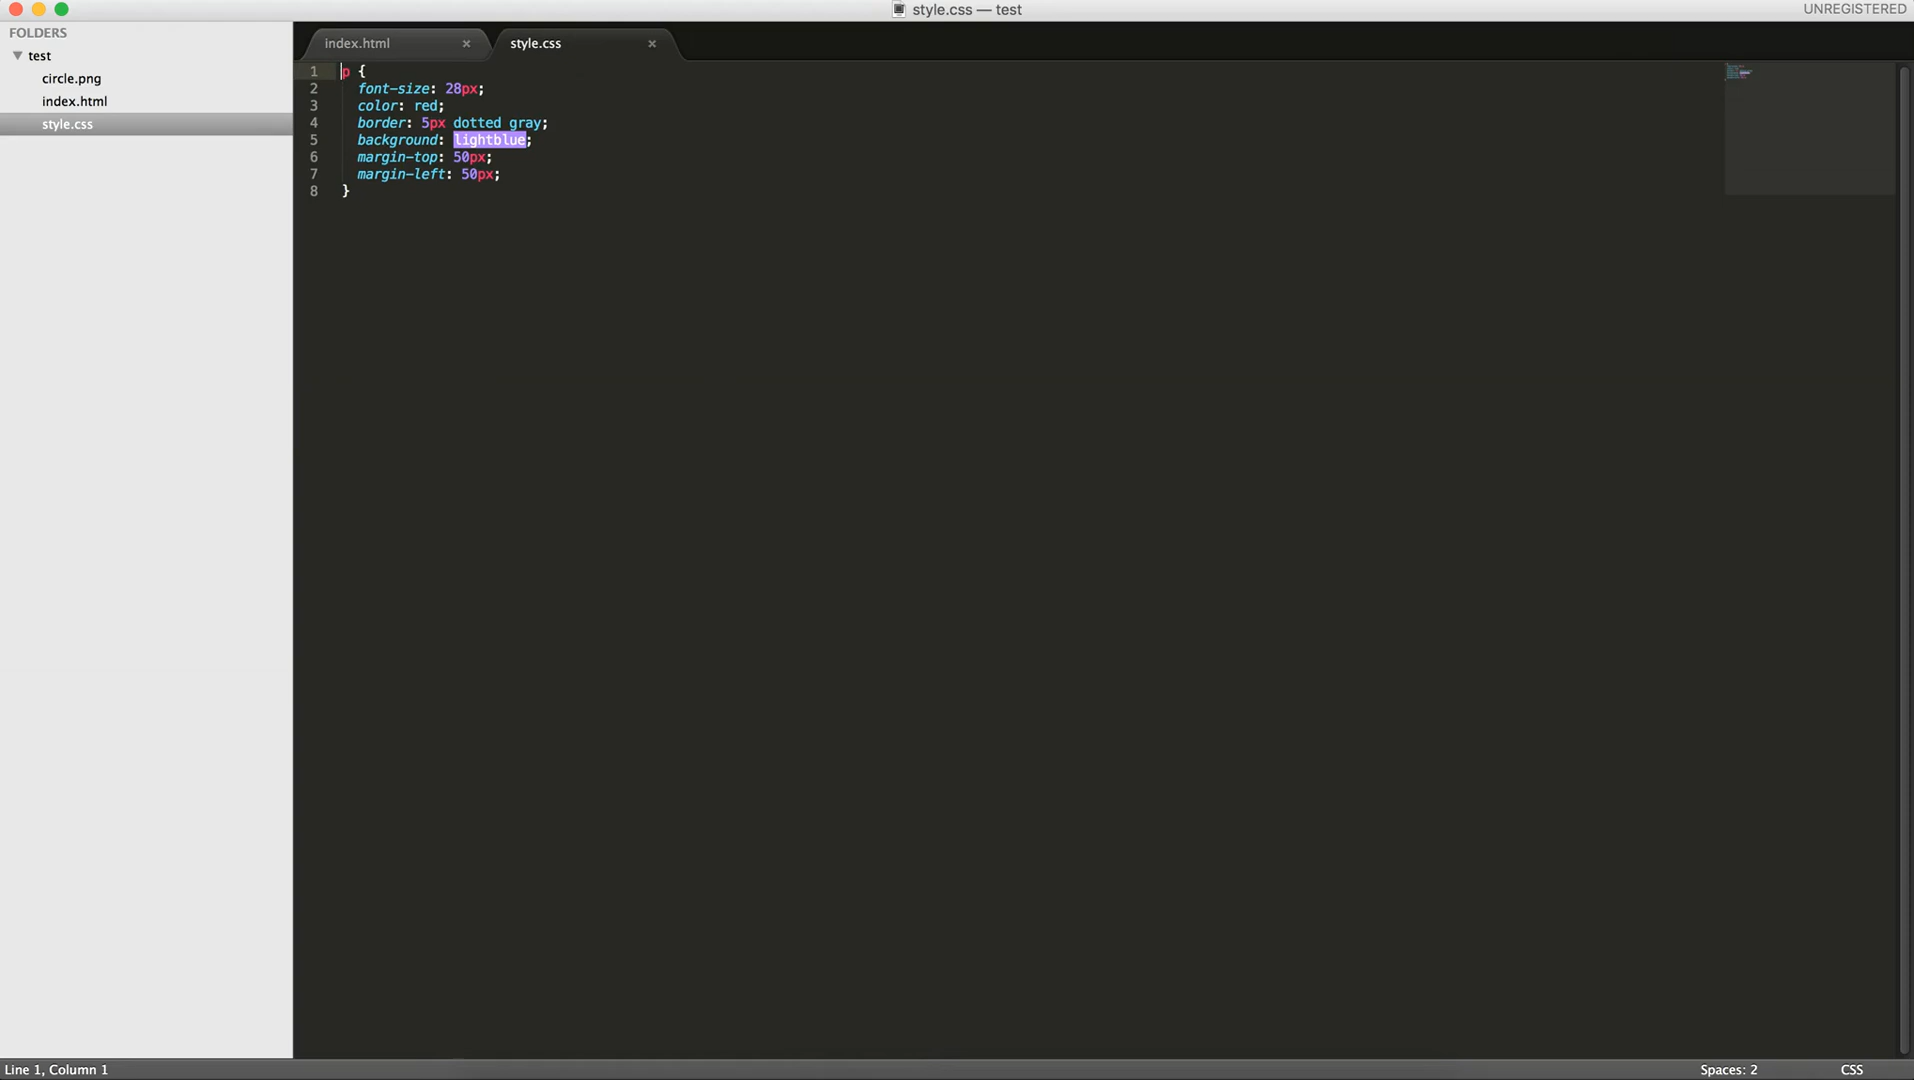 style.css — test
UNREGISTERED
FOLDERS
test
circle.png
index.html
style.css
index.html × style.css ×
1 p {
2 font-size: 28px;
3 color: red;
4 border: 5px dotted gray;
5 background: lightblue;
6 margin-top: 50px;
7 margin-left: 50px;
8 }
Line 1, Column 1
Spaces: 2
CSS